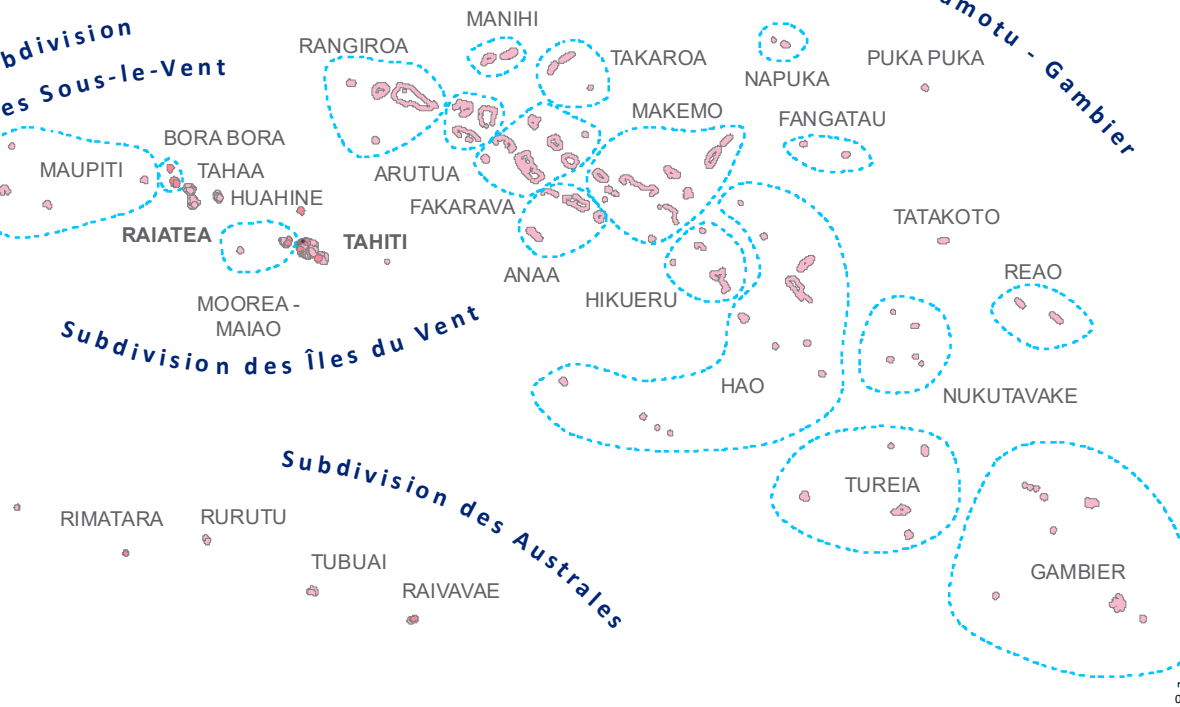 bdivision
es Sous-le-Vent
amotu - Gambier
MANIHI
RANGIROA
TAKAROA
NAPUKA
PUKA PUKA
BORA BORA
MAKEMO
FANGATAU
MAUPITI
TAHAA
ARUTUA
HUAHINE
FAKARAVA
TATAKOTO
RAIATEA
TAHITI
ANAA
REAO
HIKUERU
MOOREA -
MAIAO
Subdivision des Îles du Vent
HAO
NUKUTAVAKE
Subdivision des Australes
TUREIA
RIMATARA
RURUTU
TUBUAI
GAMBIER
RAIVAVAE